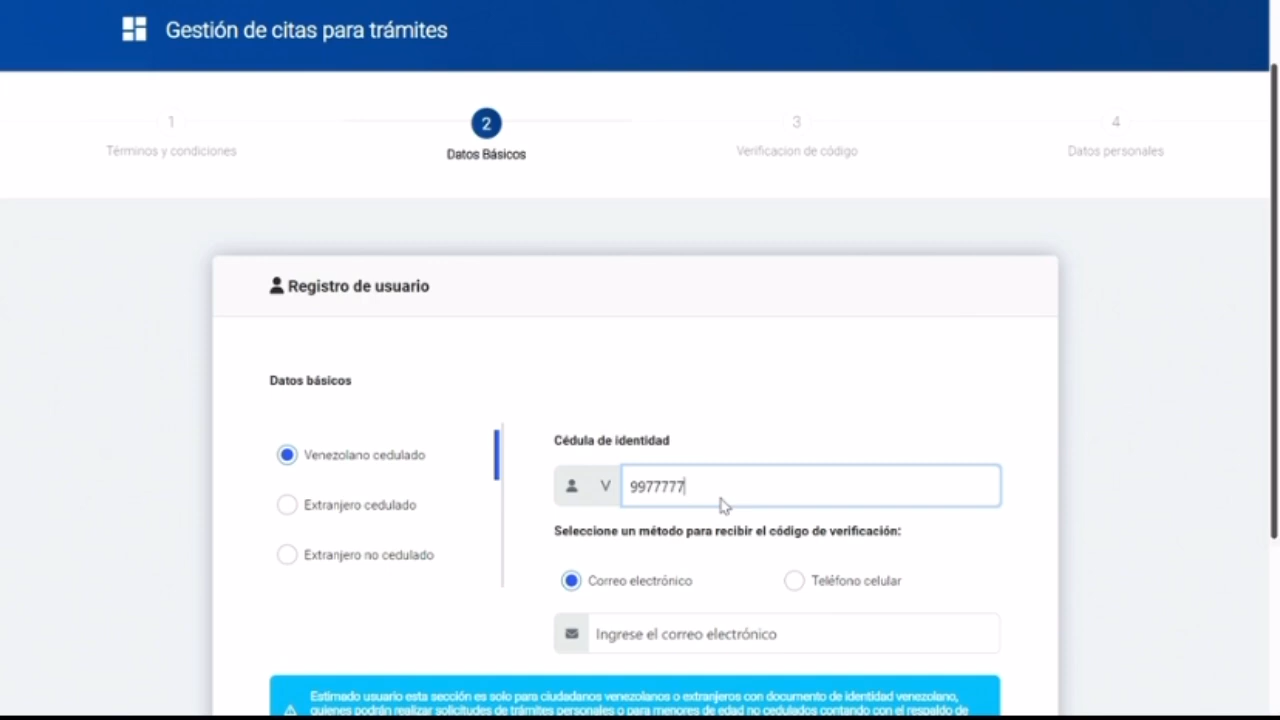 Gestión de citas para trámites
1
2
3
4
Términos y condiciones
Datos Básicos
Verificacion de código
Datos personales
Registro de usuario
Datos básicos
Venezolano cedulado
Extranjero cedulado
Extranjero no cedulado
Cédula de identidad
V 9977777
Seleccione un método para recibir el código de verificación:
Correo electrónico
Teléfono celular
Ingrese el correo electrónico
Estimado usuario esta sección es solo para ciudadanos venezolanos o extranjeros con documento de identidad venezolano,
quienes podrán realizar solicitudes de trámites personales o para menores de edad no cedulados contando con el respaldo de